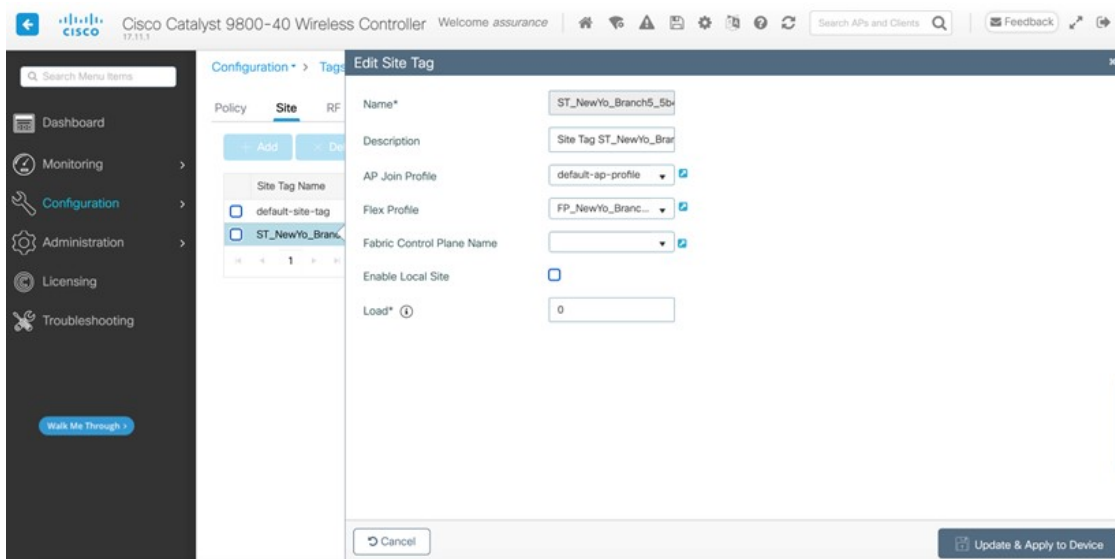 cisco
Cisco Catalyst 9800-40 Wireless Controller
17.11.1
Welcome assurance
Search APs and Clients
Feedback
Search Menu Items
Dashboard
Monitoring
Configuration
Administration
Licensing
Troubleshooting
Walk Me Through >
Configuration > Tags
Policy
Site
RF
+ Add
× De
Site Tag Name
default-site-tag
ST_NewYo_Branc
1
Edit Site Tag
Name*
ST_NewYo_Branch5_5b
Description
Site Tag ST_NewYo_Bran
AP Join Profile
default-ap-profile
Flex Profile
FP_NewYo_Branc...
Fabric Control Plane Name
Enable Local Site
Load*
0
Cancel
Update & Apply to Device